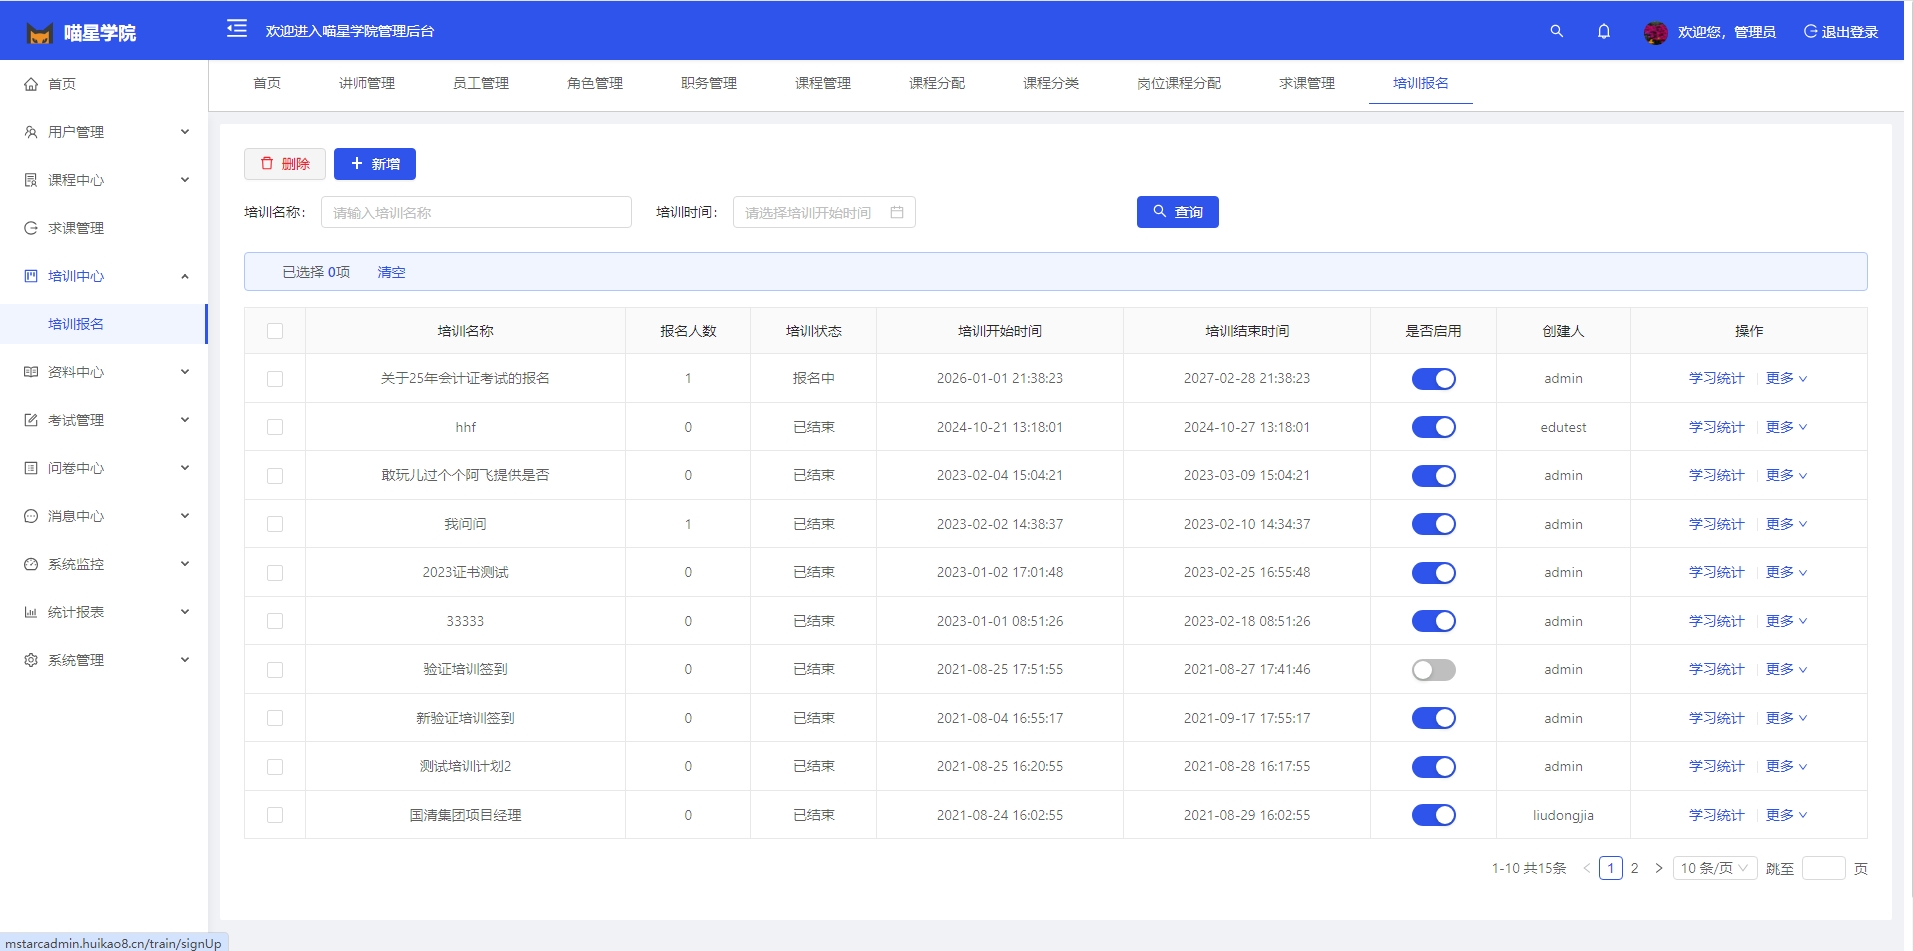 喵星学院
欢迎进入喵星学院管理后台
欢迎您，管理员
退出登录
首页
用户管理
课程中心
求课管理
培训中心
培训报名
资料中心
考试管理
问卷中心
消息中心
系统监控
统计报表
系统管理
首页 讲师管理 员工管理 角色管理 职务管理 课程管理 课程分配 课程分类 岗位课程分配 求课管理 培训报名
删除 新增
培训名称： 请输入培训名称 培训时间： 请选择培训开始时间 查询
已选择 0项 清空
培训名称 报名人数 培训状态 培训开始时间 培训结束时间 是否启用 创建人 操作
关于25年会计证考试的报名 1 报名中 2026-01-01 21:38:23 2027-02-28 21:38:23 admin 学习统计 更多
hhf 0 已结束 2024-10-21 13:18:01 2024-10-27 13:18:01 edutest 学习统计 更多
敢玩儿过个个阿飞提供是否 0 已结束 2023-02-04 15:04:21 2023-03-09 15:04:21 admin 学习统计 更多
我问问 1 已结束 2023-02-02 14:38:37 2023-02-10 14:34:37 admin 学习统计 更多
2023证书测试 0 已结束 2023-01-02 17:01:48 2023-02-25 16:55:48 admin 学习统计 更多
33333 0 已结束 2023-01-01 08:51:26 2023-02-18 08:51:26 admin 学习统计 更多
验证培训签到 0 已结束 2021-08-25 17:51:55 2021-08-27 17:41:46 admin 学习统计 更多
新验证培训签到 0 已结束 2021-08-04 16:55:17 2021-09-17 17:55:17 admin 学习统计 更多
测试培训计划2 0 已结束 2021-08-25 16:20:55 2021-08-28 16:17:55 admin 学习统计 更多
国清集团项目经理 0 已结束 2021-08-24 16:02:55 2021-08-29 16:02:55 liudongjia 学习统计 更多
1-10 共15条 < 1 2 > 10 条/页 跳至 页
mstarcadmin.huikao8.cn/train/signUp